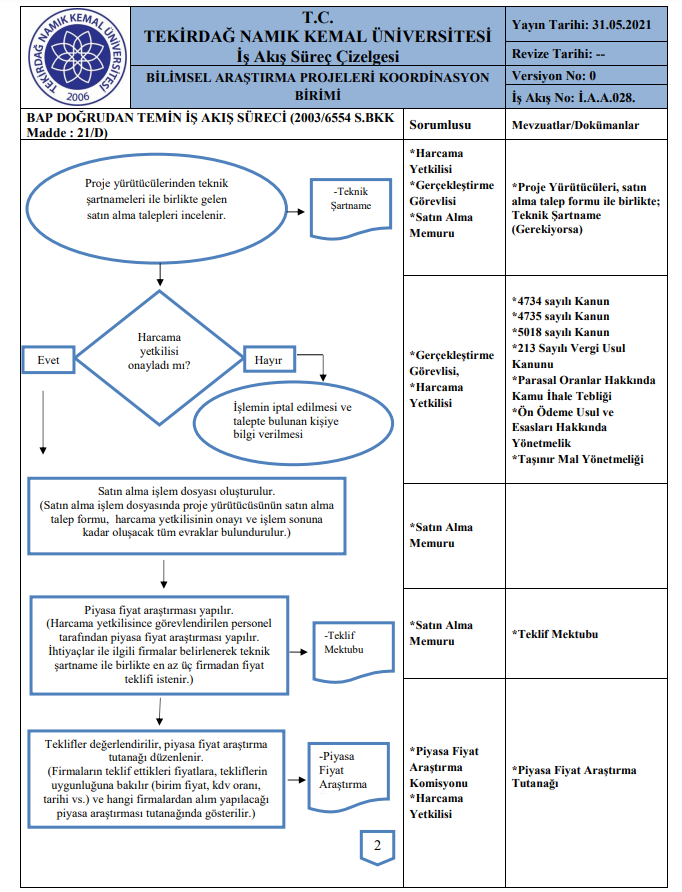 TEKİRDAĞ NAMIK KEMAL ÜNİVERSİTESİ
2006
T.C.
TEKİRDAĞ NAMIK KEMAL ÜNİVERSİTESİ
İş Akış Süreç Çizelgesi
BİLİMSEL ARAŞTIRMA PROJELERİ KOORDİNASYON
BİRİMİ
Yayın Tarihi: 31.05.2021
Revize Tarihi: --
Versiyon No: 0
İş Akış No: İ.A.A.028.
BAP DOĞRUDAN TEMİN İŞ AKIŞ SÜRECİ (2003/6554 S.BKK
Madde : 21/D)
Sorumlusu
Mevzuatlar/Dokümanlar
Proje yürütücülerinden teknik
şartnameleri ile birlikte gelen
satın alma talepleri incelenir.
-Teknik
Şartname
*Harcama
Yetkilisi
*Gerçekleştirme
Görevlisi
*Satın Alma
Memuru
*Proje Yürütücüleri, satın
alma talep formu ile birlikte;
Teknik Şartname
(Gerekiyorsa)
Harcama
yetkilisi
onayladı mı?
Evet
Hayır
İşlemin iptal edilmesi ve
talepte bulunan kişiye
bilgi verilmesi
*Gerçekleştirme
Görevlisi,
*Harcama
Yetkilisi
*4734 sayılı Kanun
*4735 sayılı Kanun
*5018 sayılı Kanun
*213 Sayılı Vergi Usul
Kanunu
*Parasal Oranlar Hakkında
Kamu İhale Tebliği
*Ön Ödeme Usul ve
Esasları Hakkında
Yönetmelik
*Taşınır Mal Yönetmeliği
Satın alma işlem dosyası oluşturulur.
(Satın alma işlem dosyasında proje yürütücüsünün satın alma
talep formu, harcama yetkilisinin onayı ve işlem sonuna
kadar oluşacak tüm evraklar bulundurulur.)
*Satın Alma
Memuru
Piyasa fiyat araştırması yapılır.
(Harcama yetkilisince görevlendirilen personel
tarafından piyasa fiyat araştırması yapılır.
İhtiyaçlar ile ilgili firmalar belirlenerek teknik
şartname ile birlikte en az üç firmadan fiyat
teklifi istenir.)
-Teklif
Mektubu
*Satın Alma
Memuru
*Teklif Mektubu
Teklifler değerlendirilir, piyasa fiyat araştırma
tutanağı düzenlenir.
(Firmaların teklif ettikleri fiyatlara, tekliflerin
uygunluğuna bakılır (birim fiyat, kdv oranı,
tarihi vs.) ve hangi firmalardan alım yapılacağı
piyasa araştırması tutanağında gösterilir.)
-Piyasa
Fiyat
Araştırma
*Piyasa Fiyat
Araştırma
Komisyonu
*Harcama
Yetkilisi
*Piyasa Fiyat Araştırma
Tutanağı
2